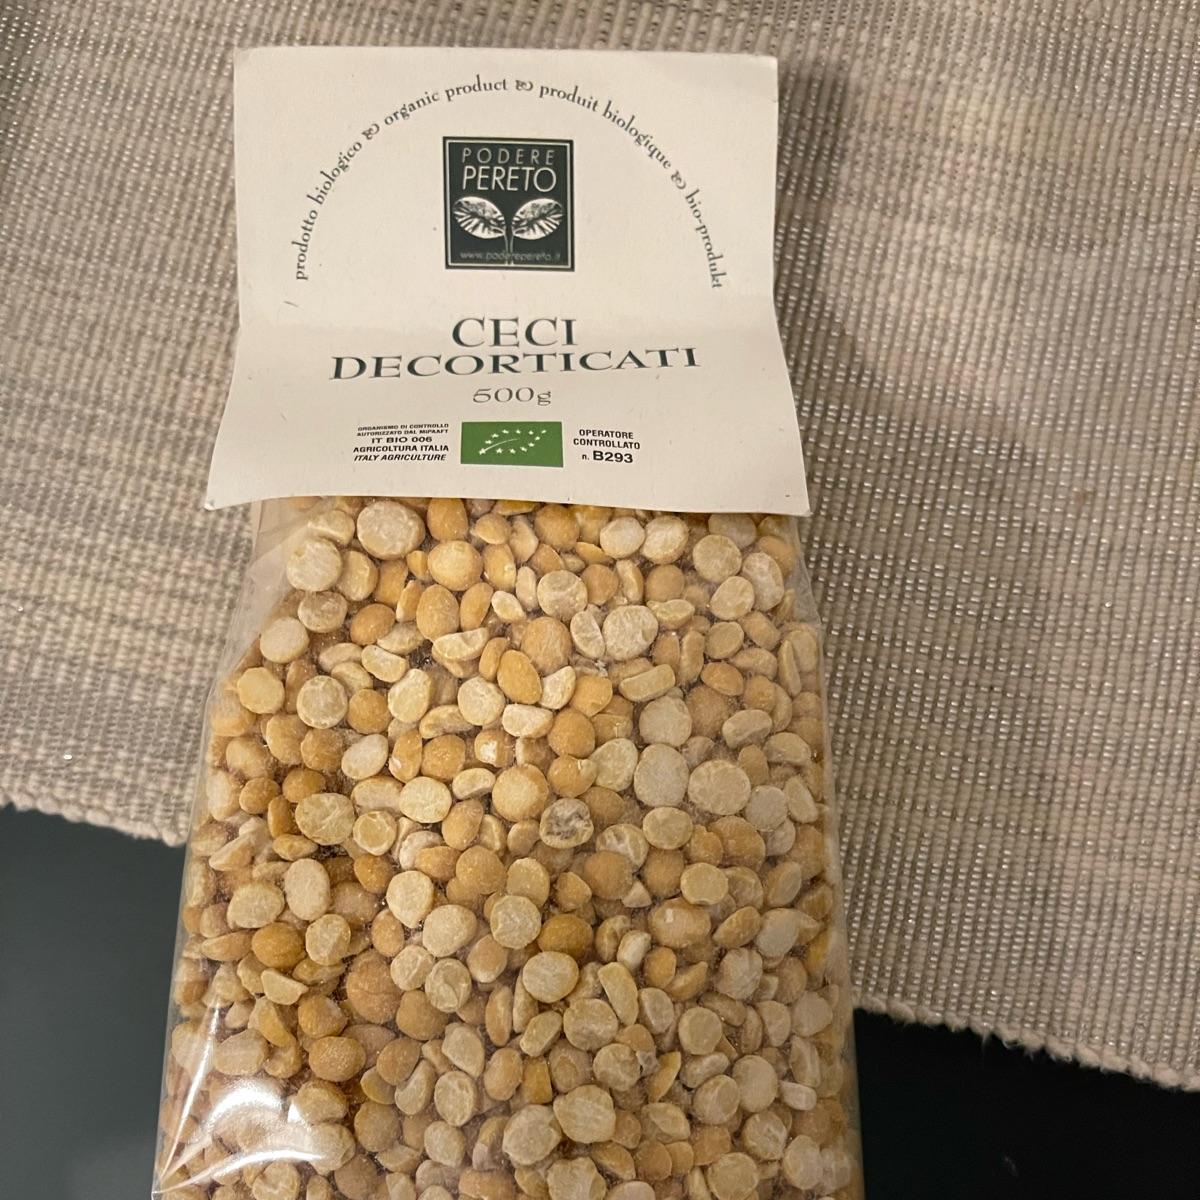 prodotto biologico & organic product & produit biologique & bio-produkt
PODERE
PERETO
www.poderepereto.it
CECI
DECORTICATI
500g
ORGANISMO DI CONTROLLO
AUTORIZZATO DAL MIPAAFT
IT BIO 006
AGRICOLTURA ITALIA
ITALY AGRICULTURE
OPERATORE
CONTROLLATO
n. B293